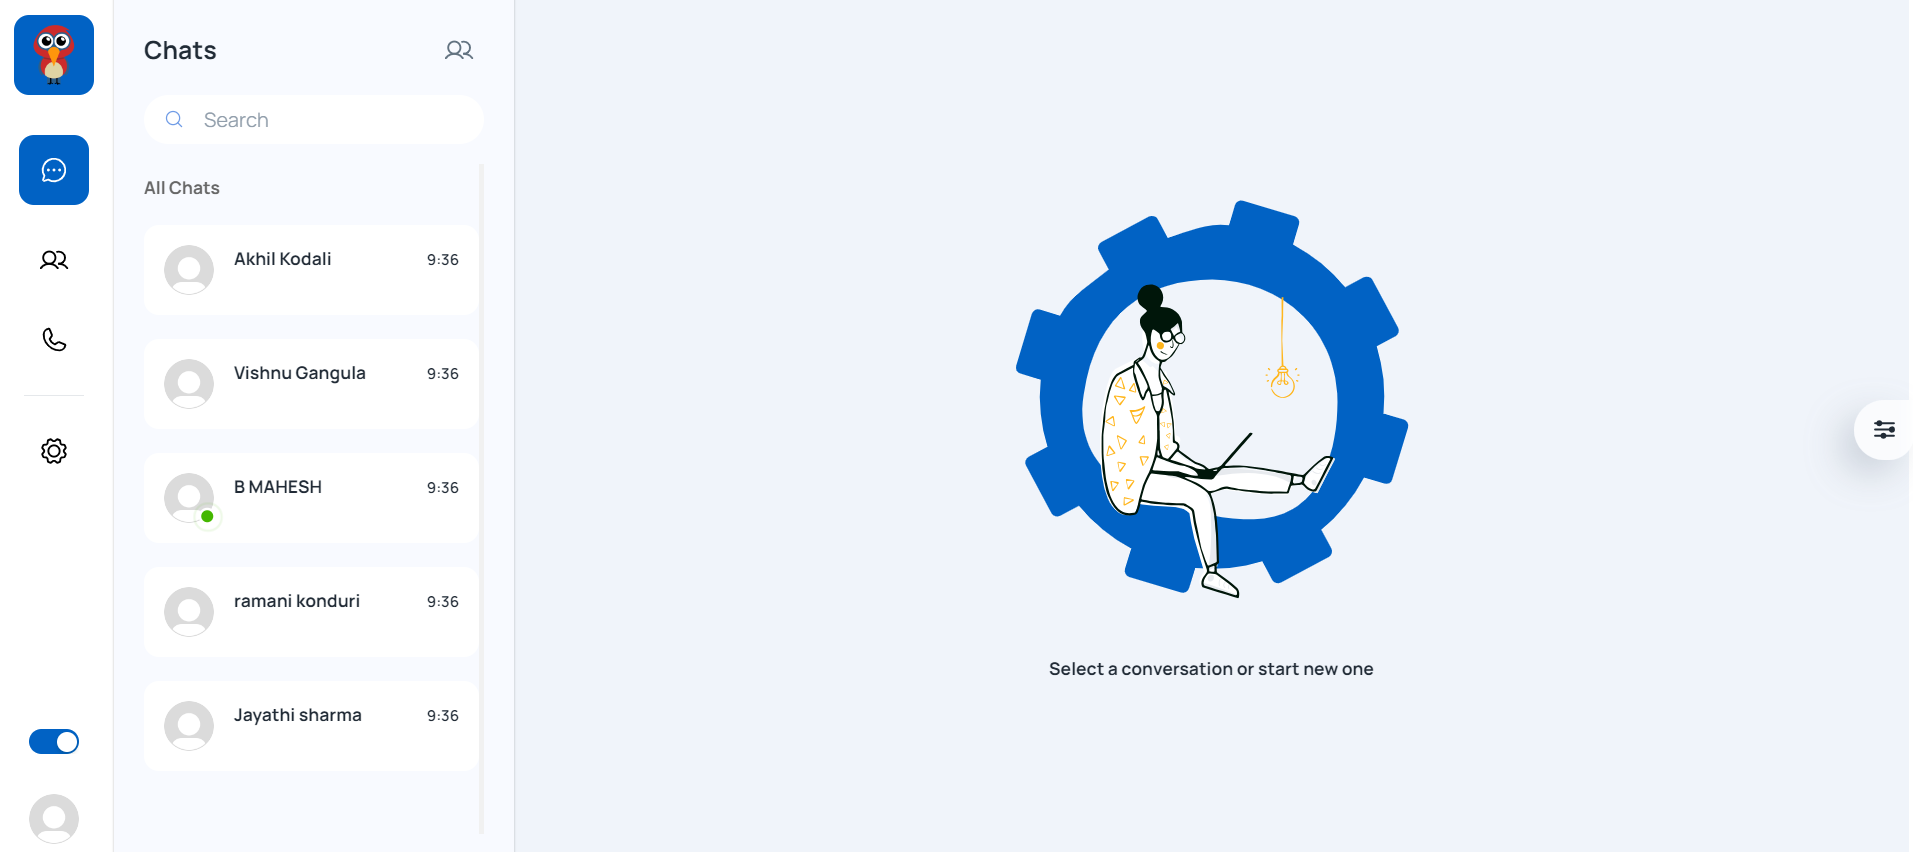 Chats
Search
All Chats
Akhil Kodali 9:36
Vishnu Gangula 9:36
B MAHESH 9:36
ramani konduri 9:36
Jayathi sharma 9:36
Select a conversation or start new one